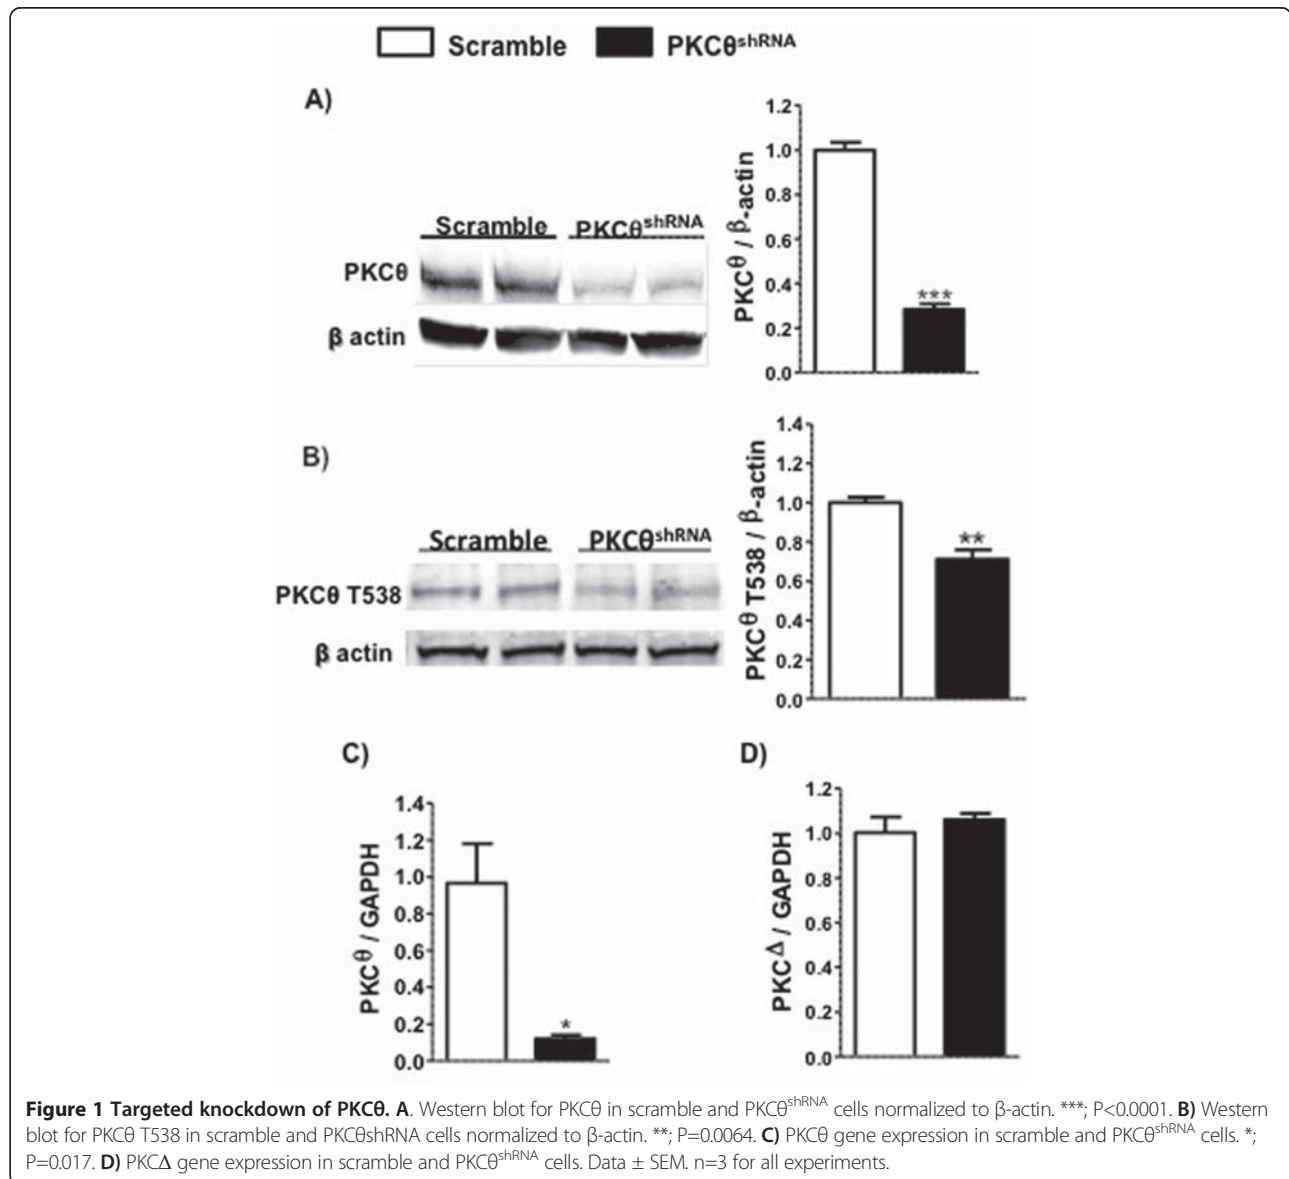 Scramble PKCθshRNA
A)
1.2
1.0
0.8
0.6
0.4
0.2
0.0
PKCθ / β-actin
***
Scramble PKCθshRNA
PKCθ
β actin
B)
1.4
1.2
1.0
0.8
0.6
0.4
0.2
0.0
PKCθ T538 / β-actin
**
Scramble PKCθshRNA
PKCθ T538
β actin
C)
1.4
1.2
1.0
0.8
0.6
0.4
0.2
0.0
PKCθ / GAPDH
*
D)
1.2
1.0
0.8
0.6
0.4
0.2
0.0
PKCΔ / GAPDH
Figure 1 Targeted knockdown of PKCθ. A. Western blot for PKCθ in scramble and PKCθshRNA cells normalized to β-actin. ***; P<0.0001. B) Western
blot for PKCθ T538 in scramble and PKCθshRNA cells normalized to β-actin. **; P=0.0064. C) PKCθ gene expression in scramble and PKCθshRNA cells. *;
P=0.017. D) PKCΔ gene expression in scramble and PKCθshRNA cells. Data ± SEM. n=3 for all experiments.